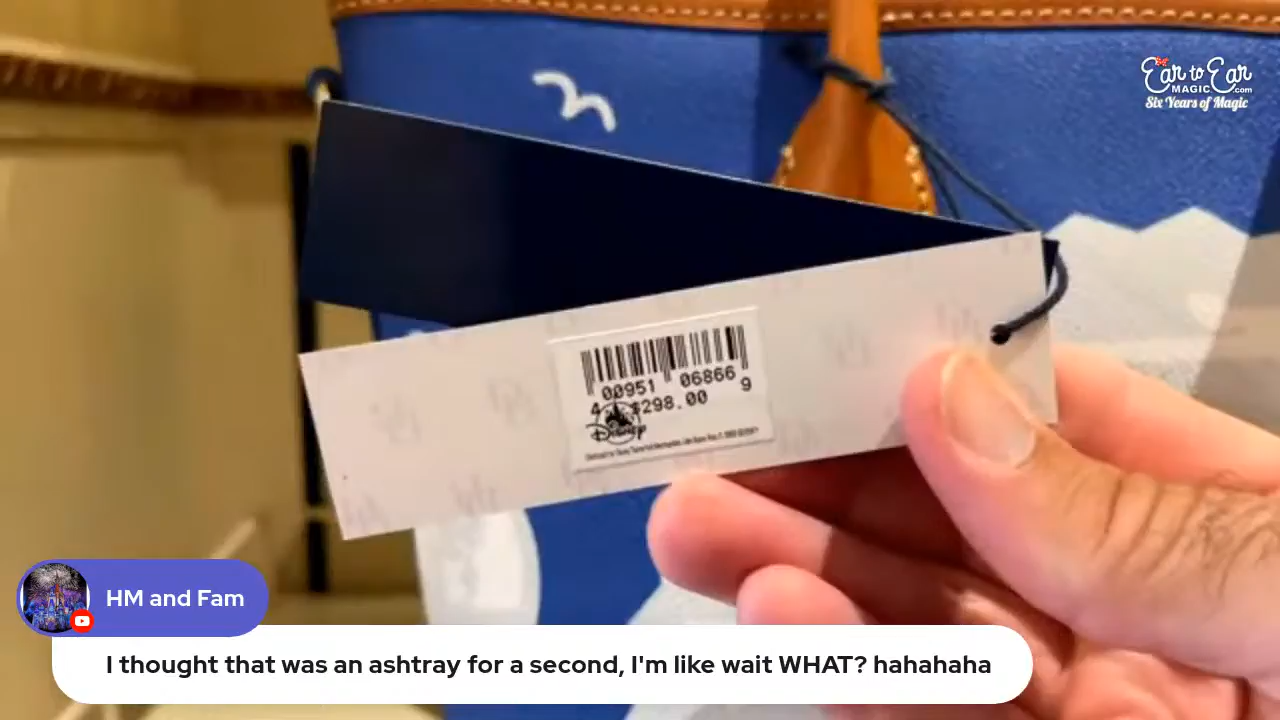 Ear to Ear
MAGIC.com
Six Years of Magic
00951 06866
4 $298.00 9
Disney
HM and Fam
I thought that was an ashtray for a second, I'm like wait WHAT? hahahaha